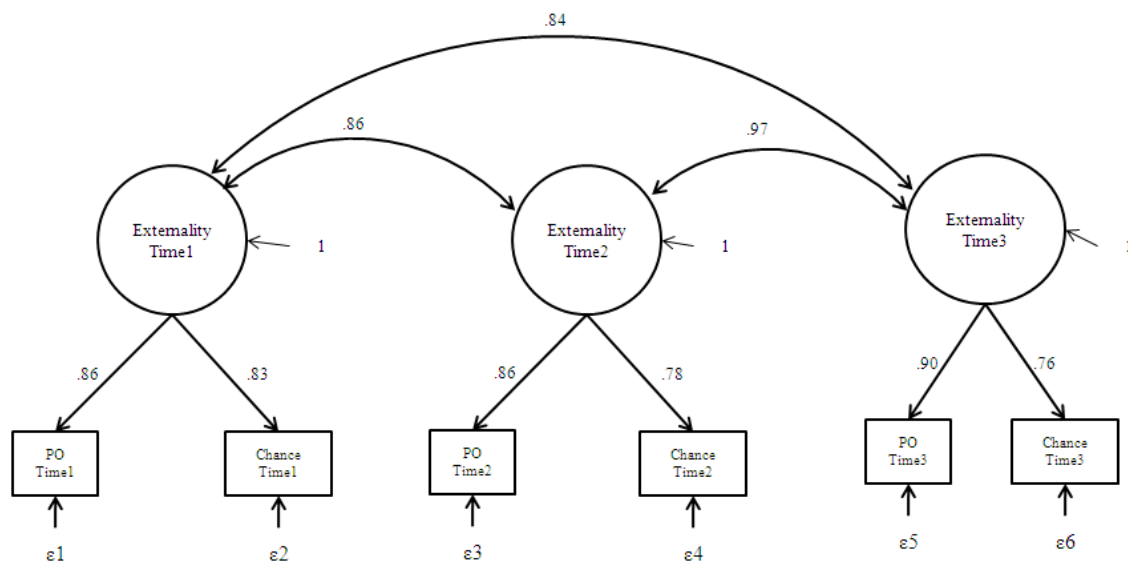 .84
.86
.97
Externality
Time1
1
Externality
Time2
1
Externality
Time3
1
.86
.83
.86
.78
.90
.76
PO
Time1
Chance
Time1
PO
Time2
Chance
Time2
PO
Time3
Chance
Time3
ε1
ε2
ε3
ε4
ε5
ε6